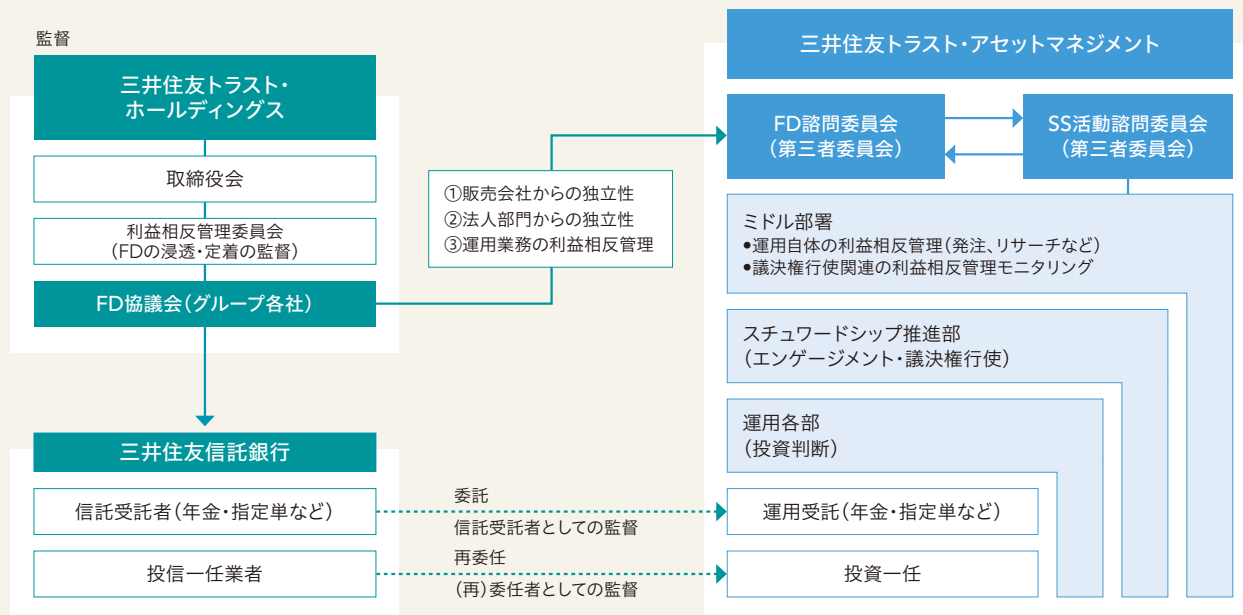 監督
三井住友トラスト・
ホールディングス
取締役会
利益相反管理委員会
(FDの浸透・定着の監督)
FD協議会(グループ各社)
三井住友信託銀行
信託受託者(年金・指定単など)
投信一任業者
①販売会社からの独立性
②法人部門からの独立性
③運用業務の利益相反管理
委託
信託受託者としての監督
再委任
(再)委任者としての監督
三井住友トラスト・アセットマネジメント
FD諮問委員会
(第三者委員会)
SS活動諮問委員会
(第三者委員会)
ミドル部署
●運用自体の利益相反管理(発注、リサーチなど)
●議決権行使関連の利益相反管理モニタリング
スチュワードシップ推進部
(エンゲージメント・議決権行使)
運用各部
(投資判断)
運用受託(年金・指定単など)
投資一任